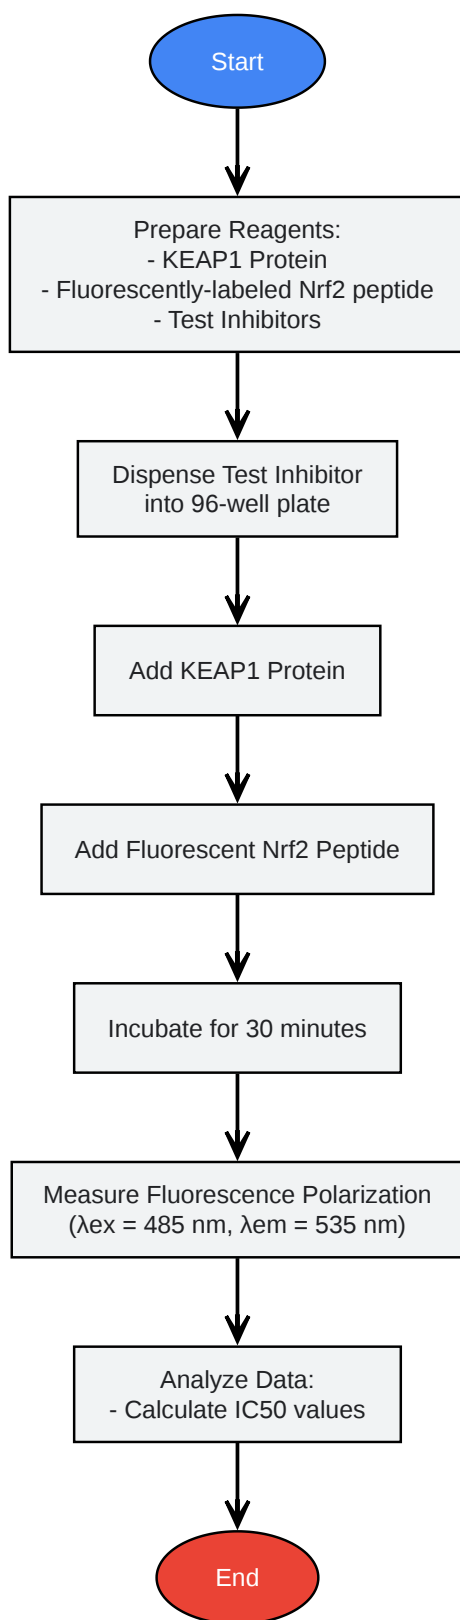 Start
Prepare Reagents:
- KEAP1 Protein
- Fluorescently-labeled Nrf2 peptide
- Test Inhibitors
Dispense Test Inhibitor
into 96-well plate
Add KEAP1 Protein
Add Fluorescent Nrf2 Peptide
Incubate for 30 minutes
Measure Fluorescence Polarization
(λex = 485 nm, λem = 535 nm)
Analyze Data:
- Calculate IC50 values
End